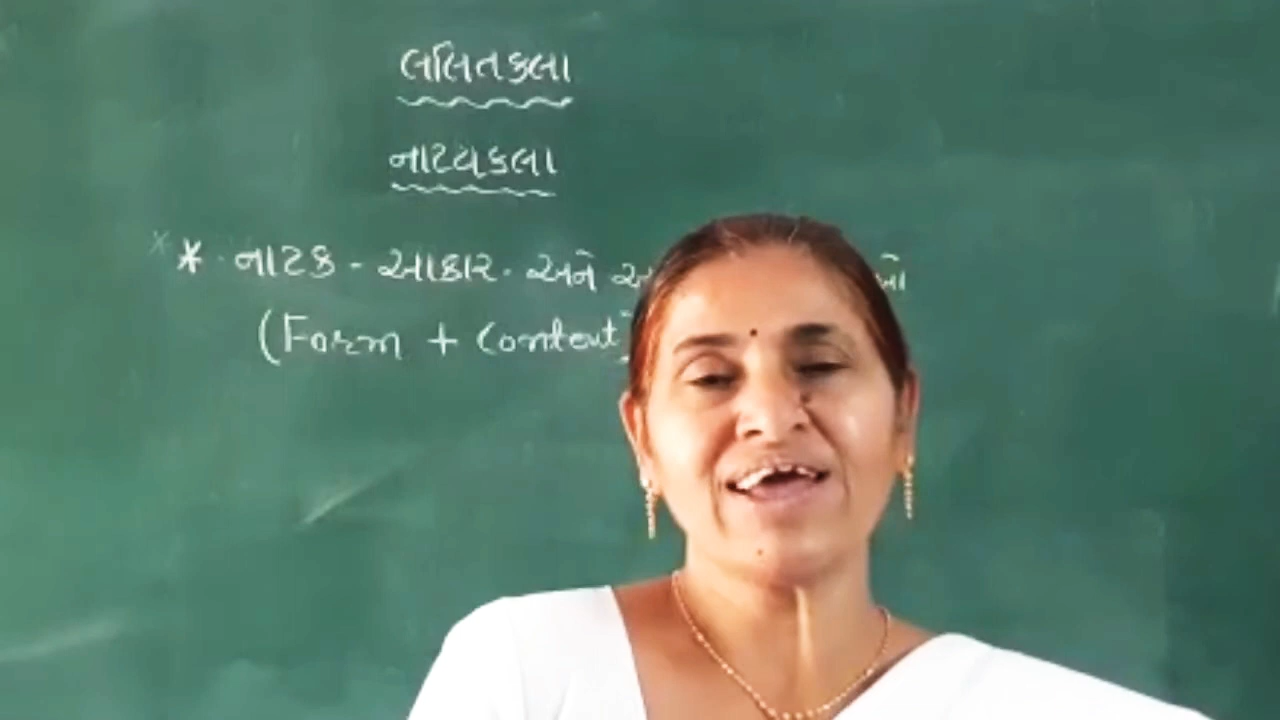 લલિતકલા
નાટ્યકલા
* નાટક - આકાર અને
(Form + Content